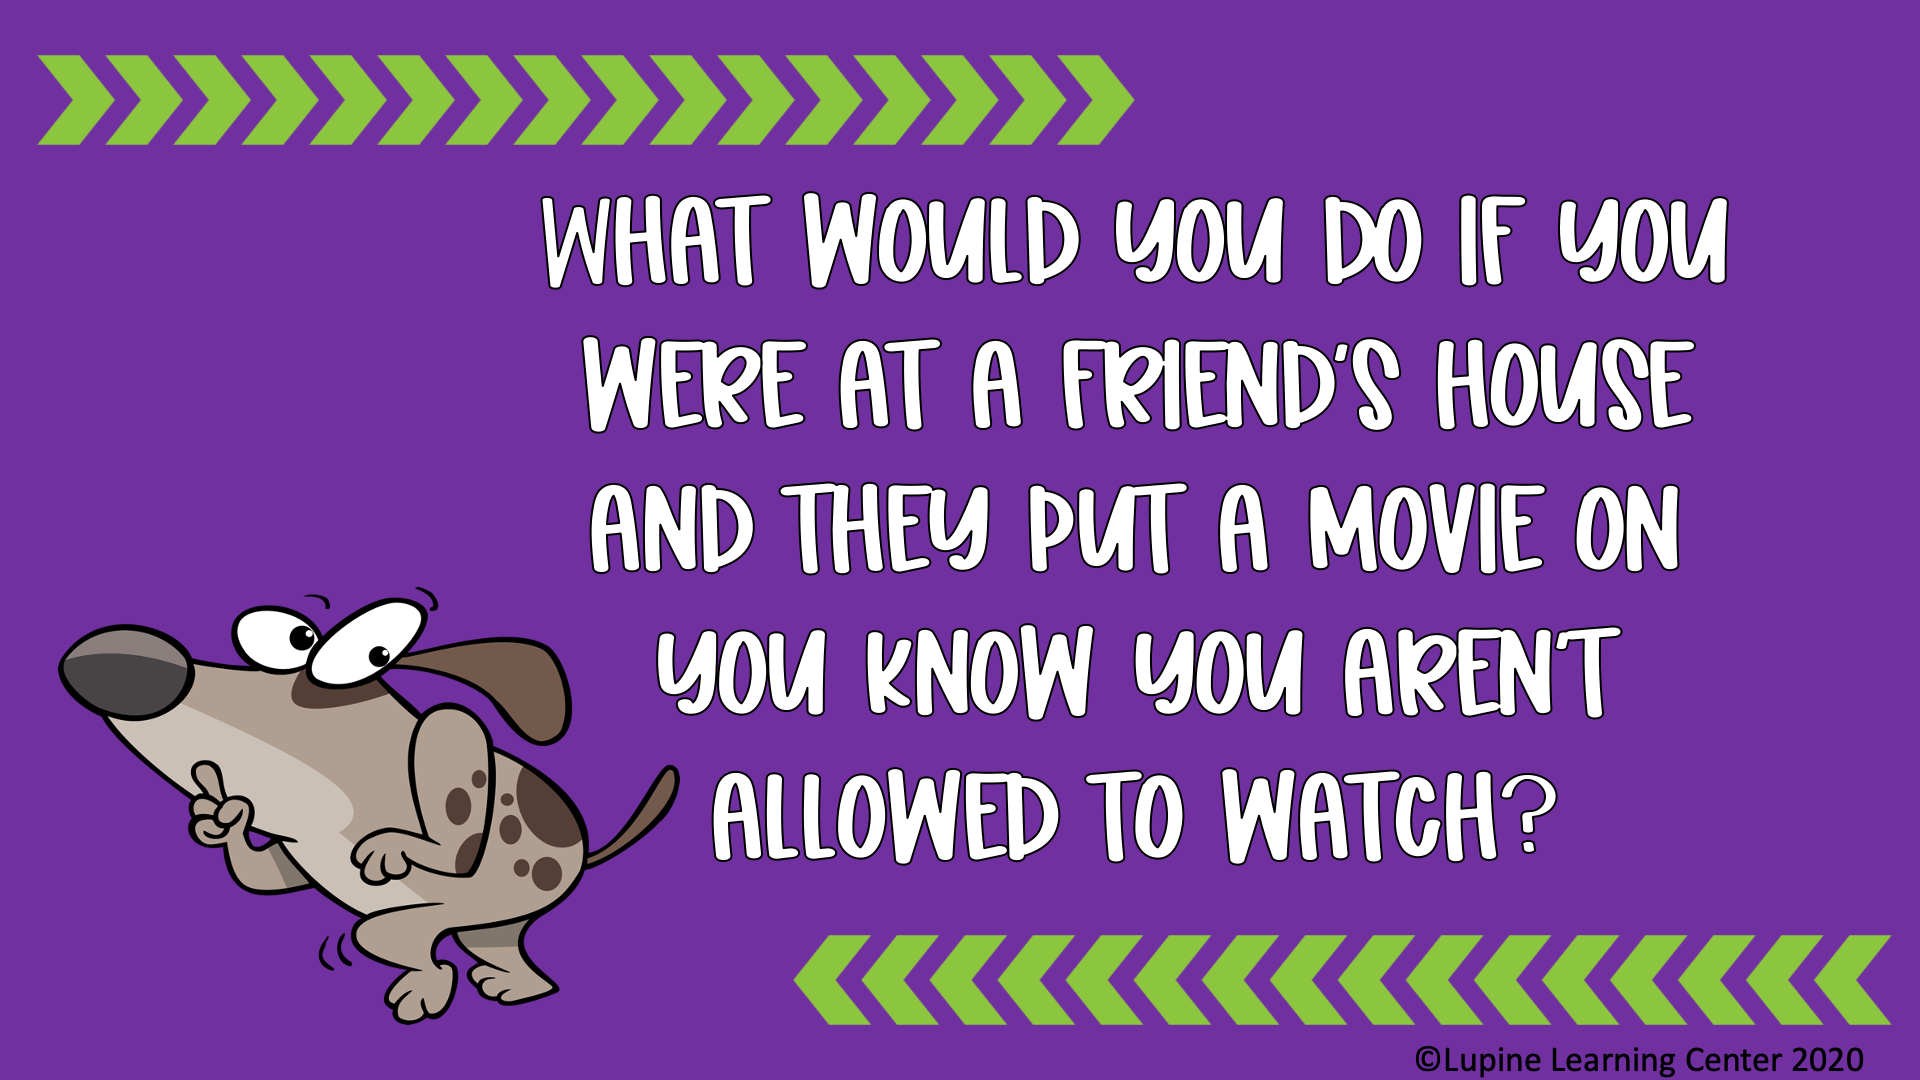 WHAT WOULD YOU DO IF YOU
WERE AT A FRIEND'S HOUSE
AND THEY PUT A MOVIE ON
YOU KNOW YOU AREN'T
ALLOWED TO WATCH?
©Lupine Learning Center 2020